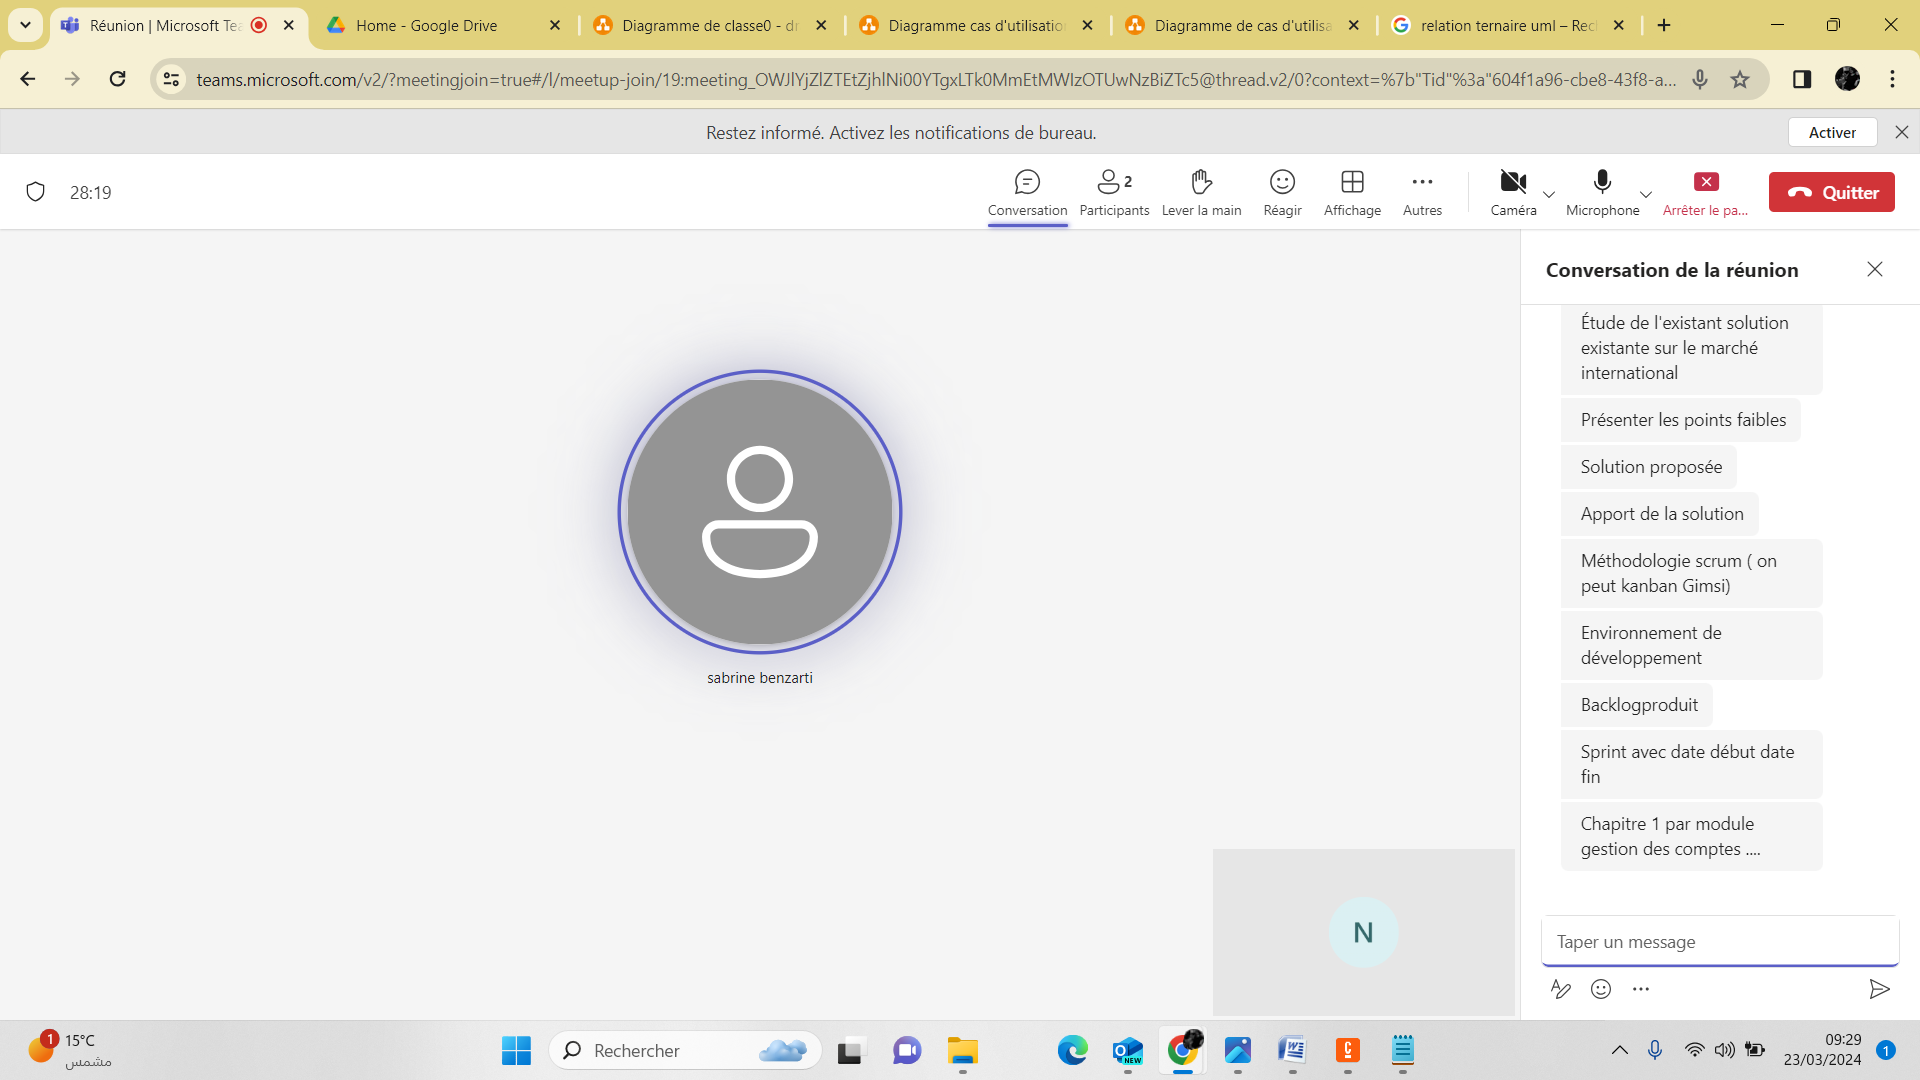 Réunion | Microsoft Tea
Home - Google Drive
Diagramme de classe0 - dr
Diagramme cas d'utilisation
Diagramme de cas d'utilisa
relation ternaire uml – Rech
teams.microsoft.com/v2/?meetingjoin=true#/l/meetup-join/19:meeting_OWJlYjZlZTEtZjhlNi00YTgxLTk0MmEtMWIzOTUwNzBiZTc5@thread.v2/0?context=%7b"Tid"%3a"604f1a96-cbe8-43f8-a...
Restez informé. Activez les notifications de bureau.
Activer
28:19
Conversation
Participants
2
Lever la main
Réagir
Affichage
Autres
Caméra
Microphone
Arrêter le pa...
Quitter
Conversation de la réunion
Étude de l'existant solution
existante sur le marché
international
Présenter les points faibles
Solution proposée
Apport de la solution
Méthodologie scrum ( on
peut kanban Gimsi)
Environnement de
développement
Backlogproduit
Sprint avec date début date
fin
Chapitre 1 par module
gestion des comptes ....
sabrine benzarti
N
Taper un message
1
15°C
مشمس
Rechercher
NEW
09:29
23/03/2024
1